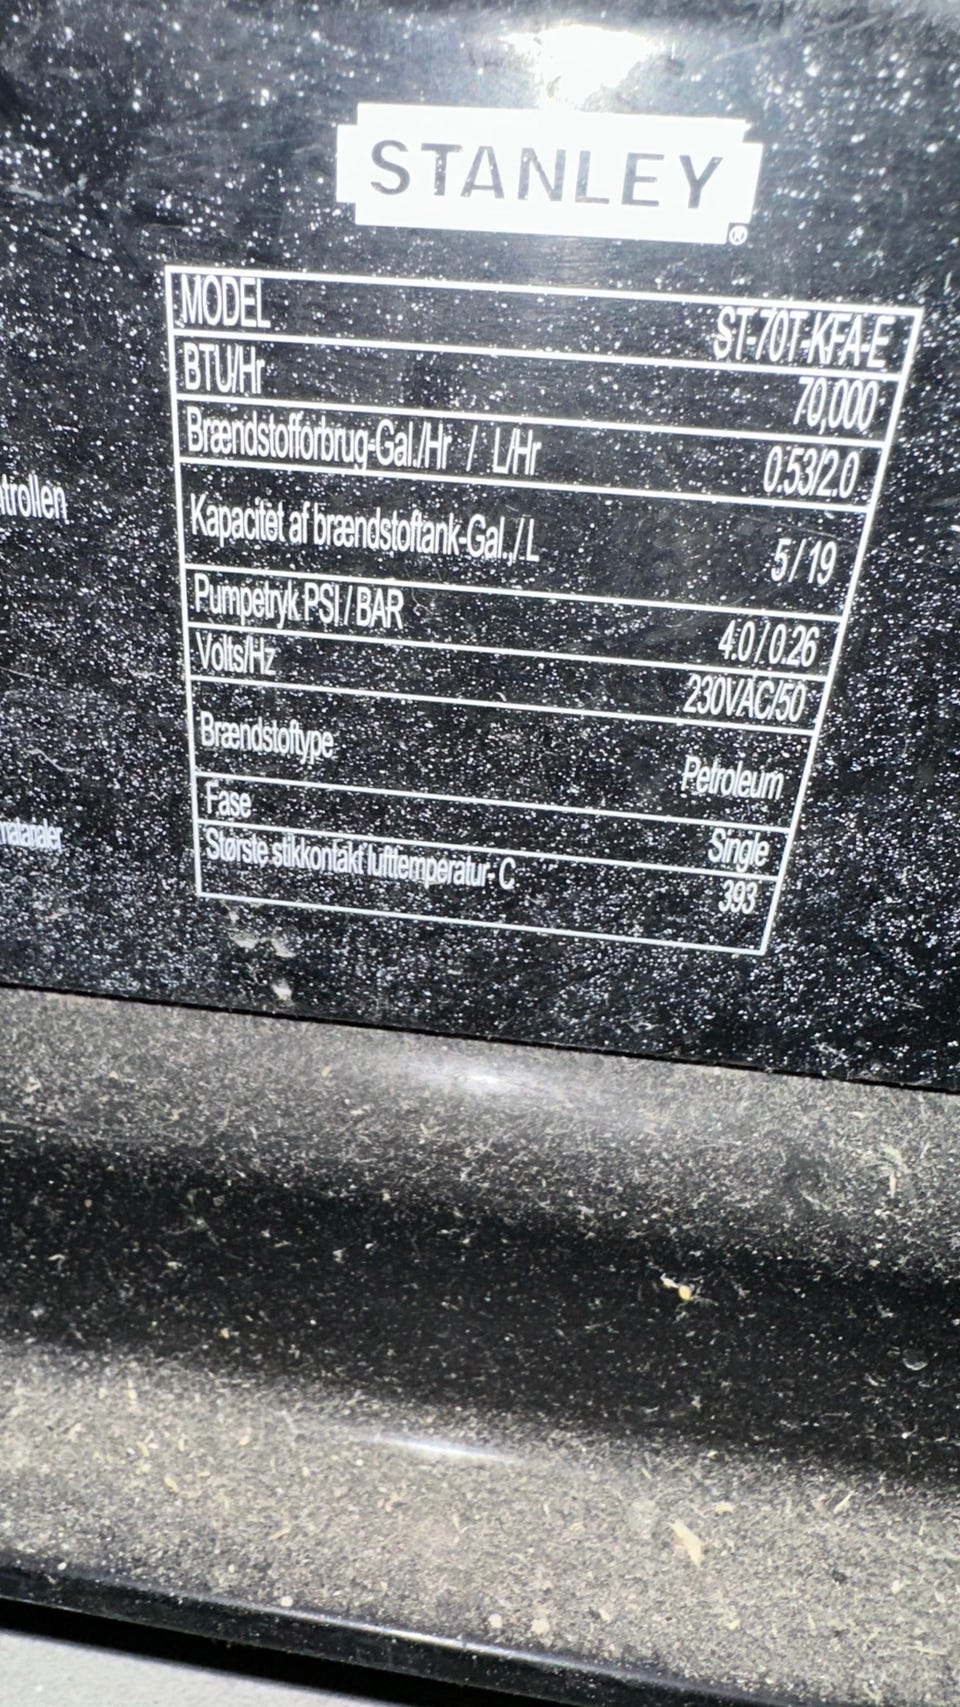 STANLEY®
MODEL ST-70T-KFA-E
BTU/Hr 70,000
Brændstofforbrug-Gal./Hr / L/Hr 0.53/2.0
Kapacitet af brændstoftank-Gal., / L 5 / 19
Pumpetryk PSI / BAR 4.0 / 0.26
Volts/Hz 230VAC/50
Brændstoftype Petroleum
Fase Single
Største stikkontakt lufttemperatur- C 393